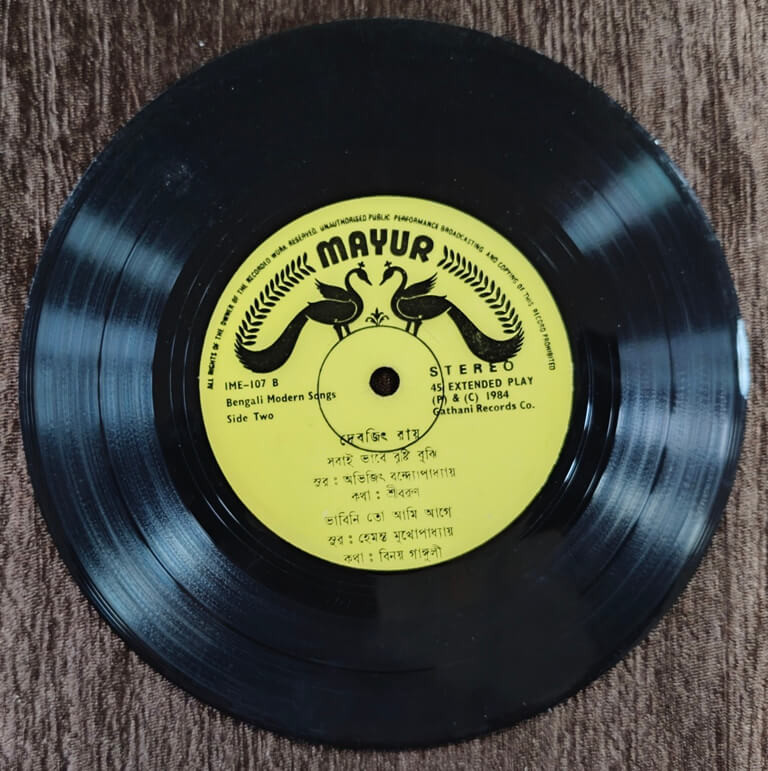 ALL RIGHTS OF THE OWNER OF THE RECORDED WORK RESERVED. UNAUTHORISED PUBLIC PERFORMANCE BROADCASTING AND COPYING OF THIS RECORD PROHIBITED
MAYUR
STEREO
IME-107 B
45 EXTENDED PLAY
Bengali Modern Songs
(P) & (C) 1984
Side Two
Gathani Records Co.
দেবজিৎ রায়
সবাই ভাবে বৃষ্টি বুঝি
সুর : অভিজিৎ বন্দ্যোপাধ্যায়
কথা : শ্রীবরুণ
ভাবিনি তো আমি আগে
সুর : হেমন্ত মুখোপাধ্যায়
কথা : বিনয় গাঙ্গুলী